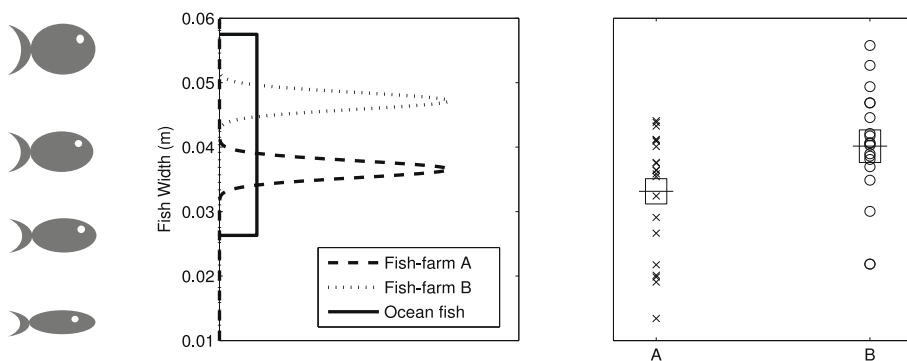 Fish Width (m)
0.06
0.05
0.04
0.03
0.02
0.01
Fish-farm A
Fish-farm B
Ocean fish
A
B